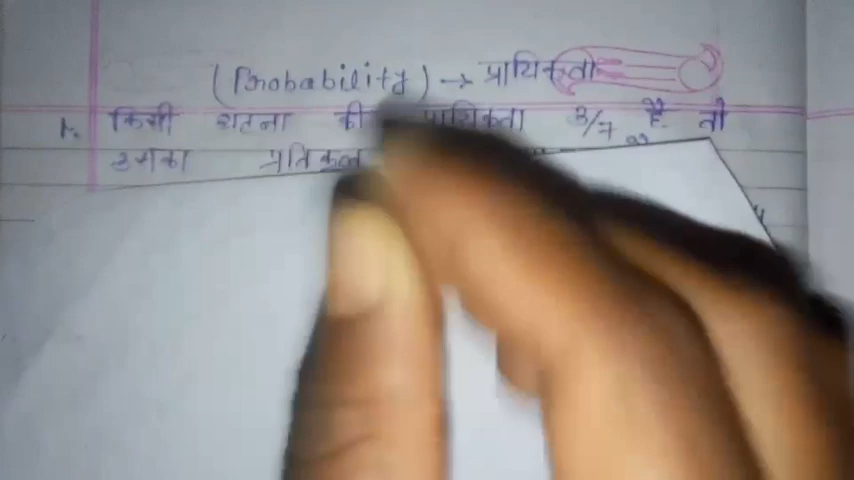 (Probability) → प्रायिकता
1. किसी घटना की प्रायिकता 3/7 है तो
उसका प्रतिकूल